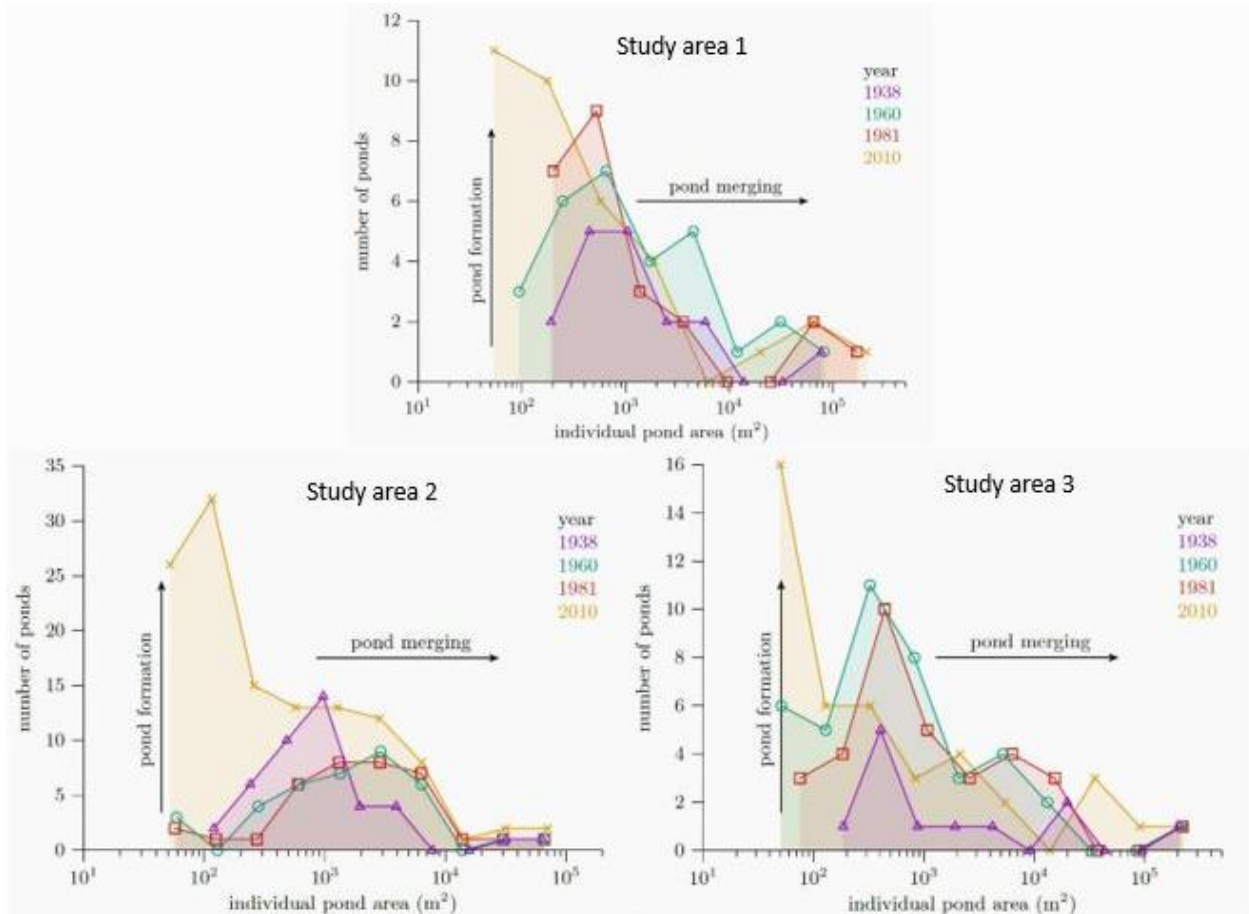 Study area 1
12
10
8
6
4
2
0
number of ponds
pond formation
pond merging
year
1938
1960
1981
2010
10¹ 10² 10³ 10⁴ 10⁵
individual pond area (m²)
Study area 2
35
30
25
20
15
10
5
0
number of ponds
pond formation
pond merging
year
1938
1960
1981
2010
10¹ 10² 10³ 10⁴ 10⁵
individual pond area (m²)
Study area 3
16
14
12
10
8
6
4
2
0
number of ponds
pond formation
pond merging
year
1938
1960
1981
2010
10¹ 10² 10³ 10⁴ 10⁵
individual pond area (m²)